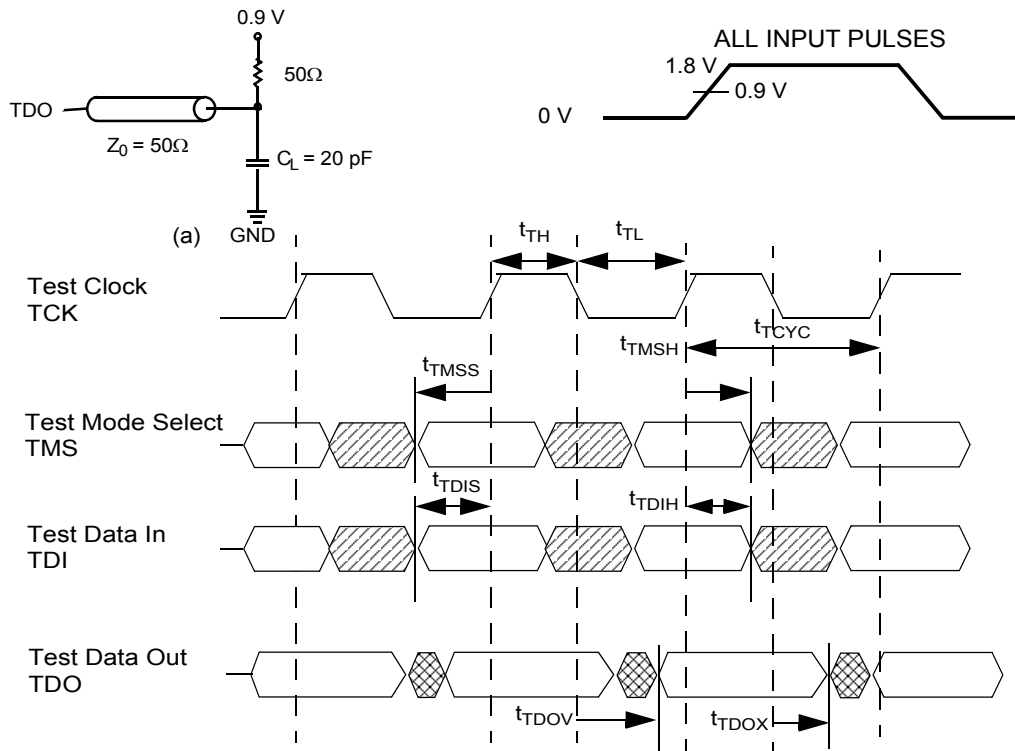 0.9 V
50Ω
TDO
Z0 = 50Ω
CL = 20 pF
(a)
GND
ALL INPUT PULSES
1.8 V
0.9 V
0 V
tTH
tTL
Test Clock
TCK
tTMSH
tTCYC
tTMSS
Test Mode Select
TMS
tTDIS
tTDIH
Test Data In
TDI
Test Data Out
TDO
tTDOV
tTDOX